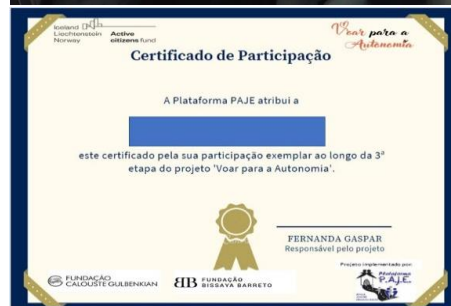 Iceland
Liechtenstein
Norway
Active
citizens fund
Voar para a
Autonomia
Certificado de Participação
A Plataforma PAJE atribui a
este certificado pela sua participação exemplar ao longo da 3ª
etapa do projeto 'Voar para a Autonomia'.
FERNANDA GASPAR
Responsável pelo projeto
Projeto implementado por:
FUNDAÇÃO
CALOUSTE GULBENKIAN
FUNDAÇÃO
BISSAYA BARRETO
Plataforma
P.A.J.E.